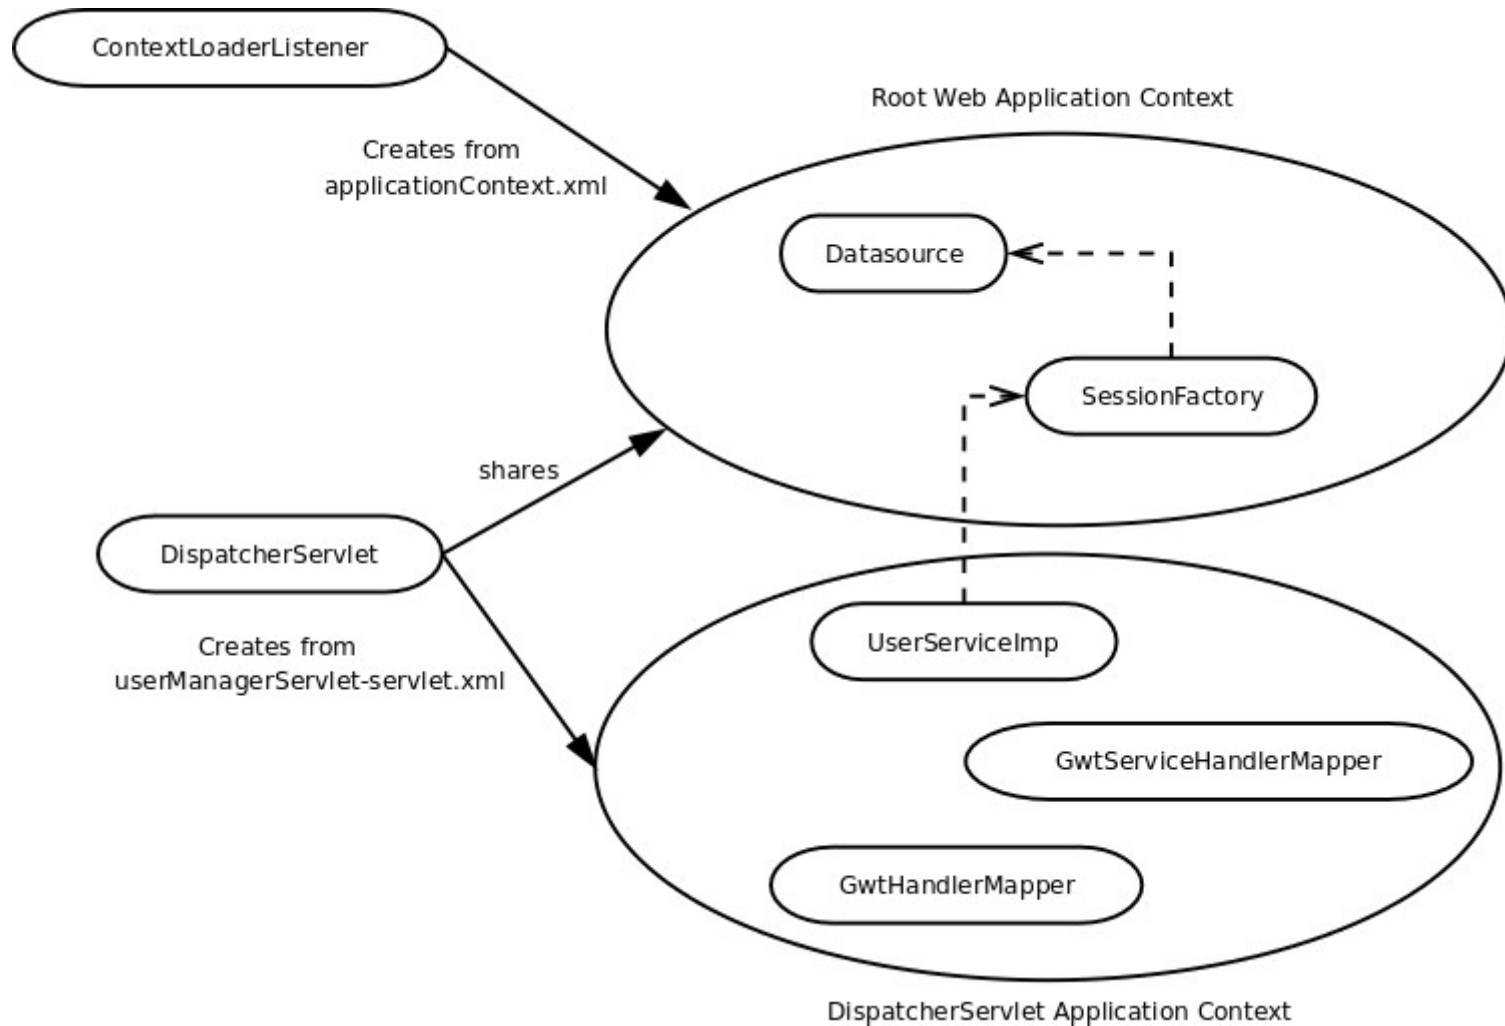 ContextLoaderListener
Root Web Application Context
Creates from
applicationContext.xml
Datasource
SessionFactory
shares
DispatcherServlet
Creates from
userManagerServlet-servlet.xml
UserServiceImp
GwtServiceHandlerMapper
GwtHandlerMapper
DispatcherServlet Application Context